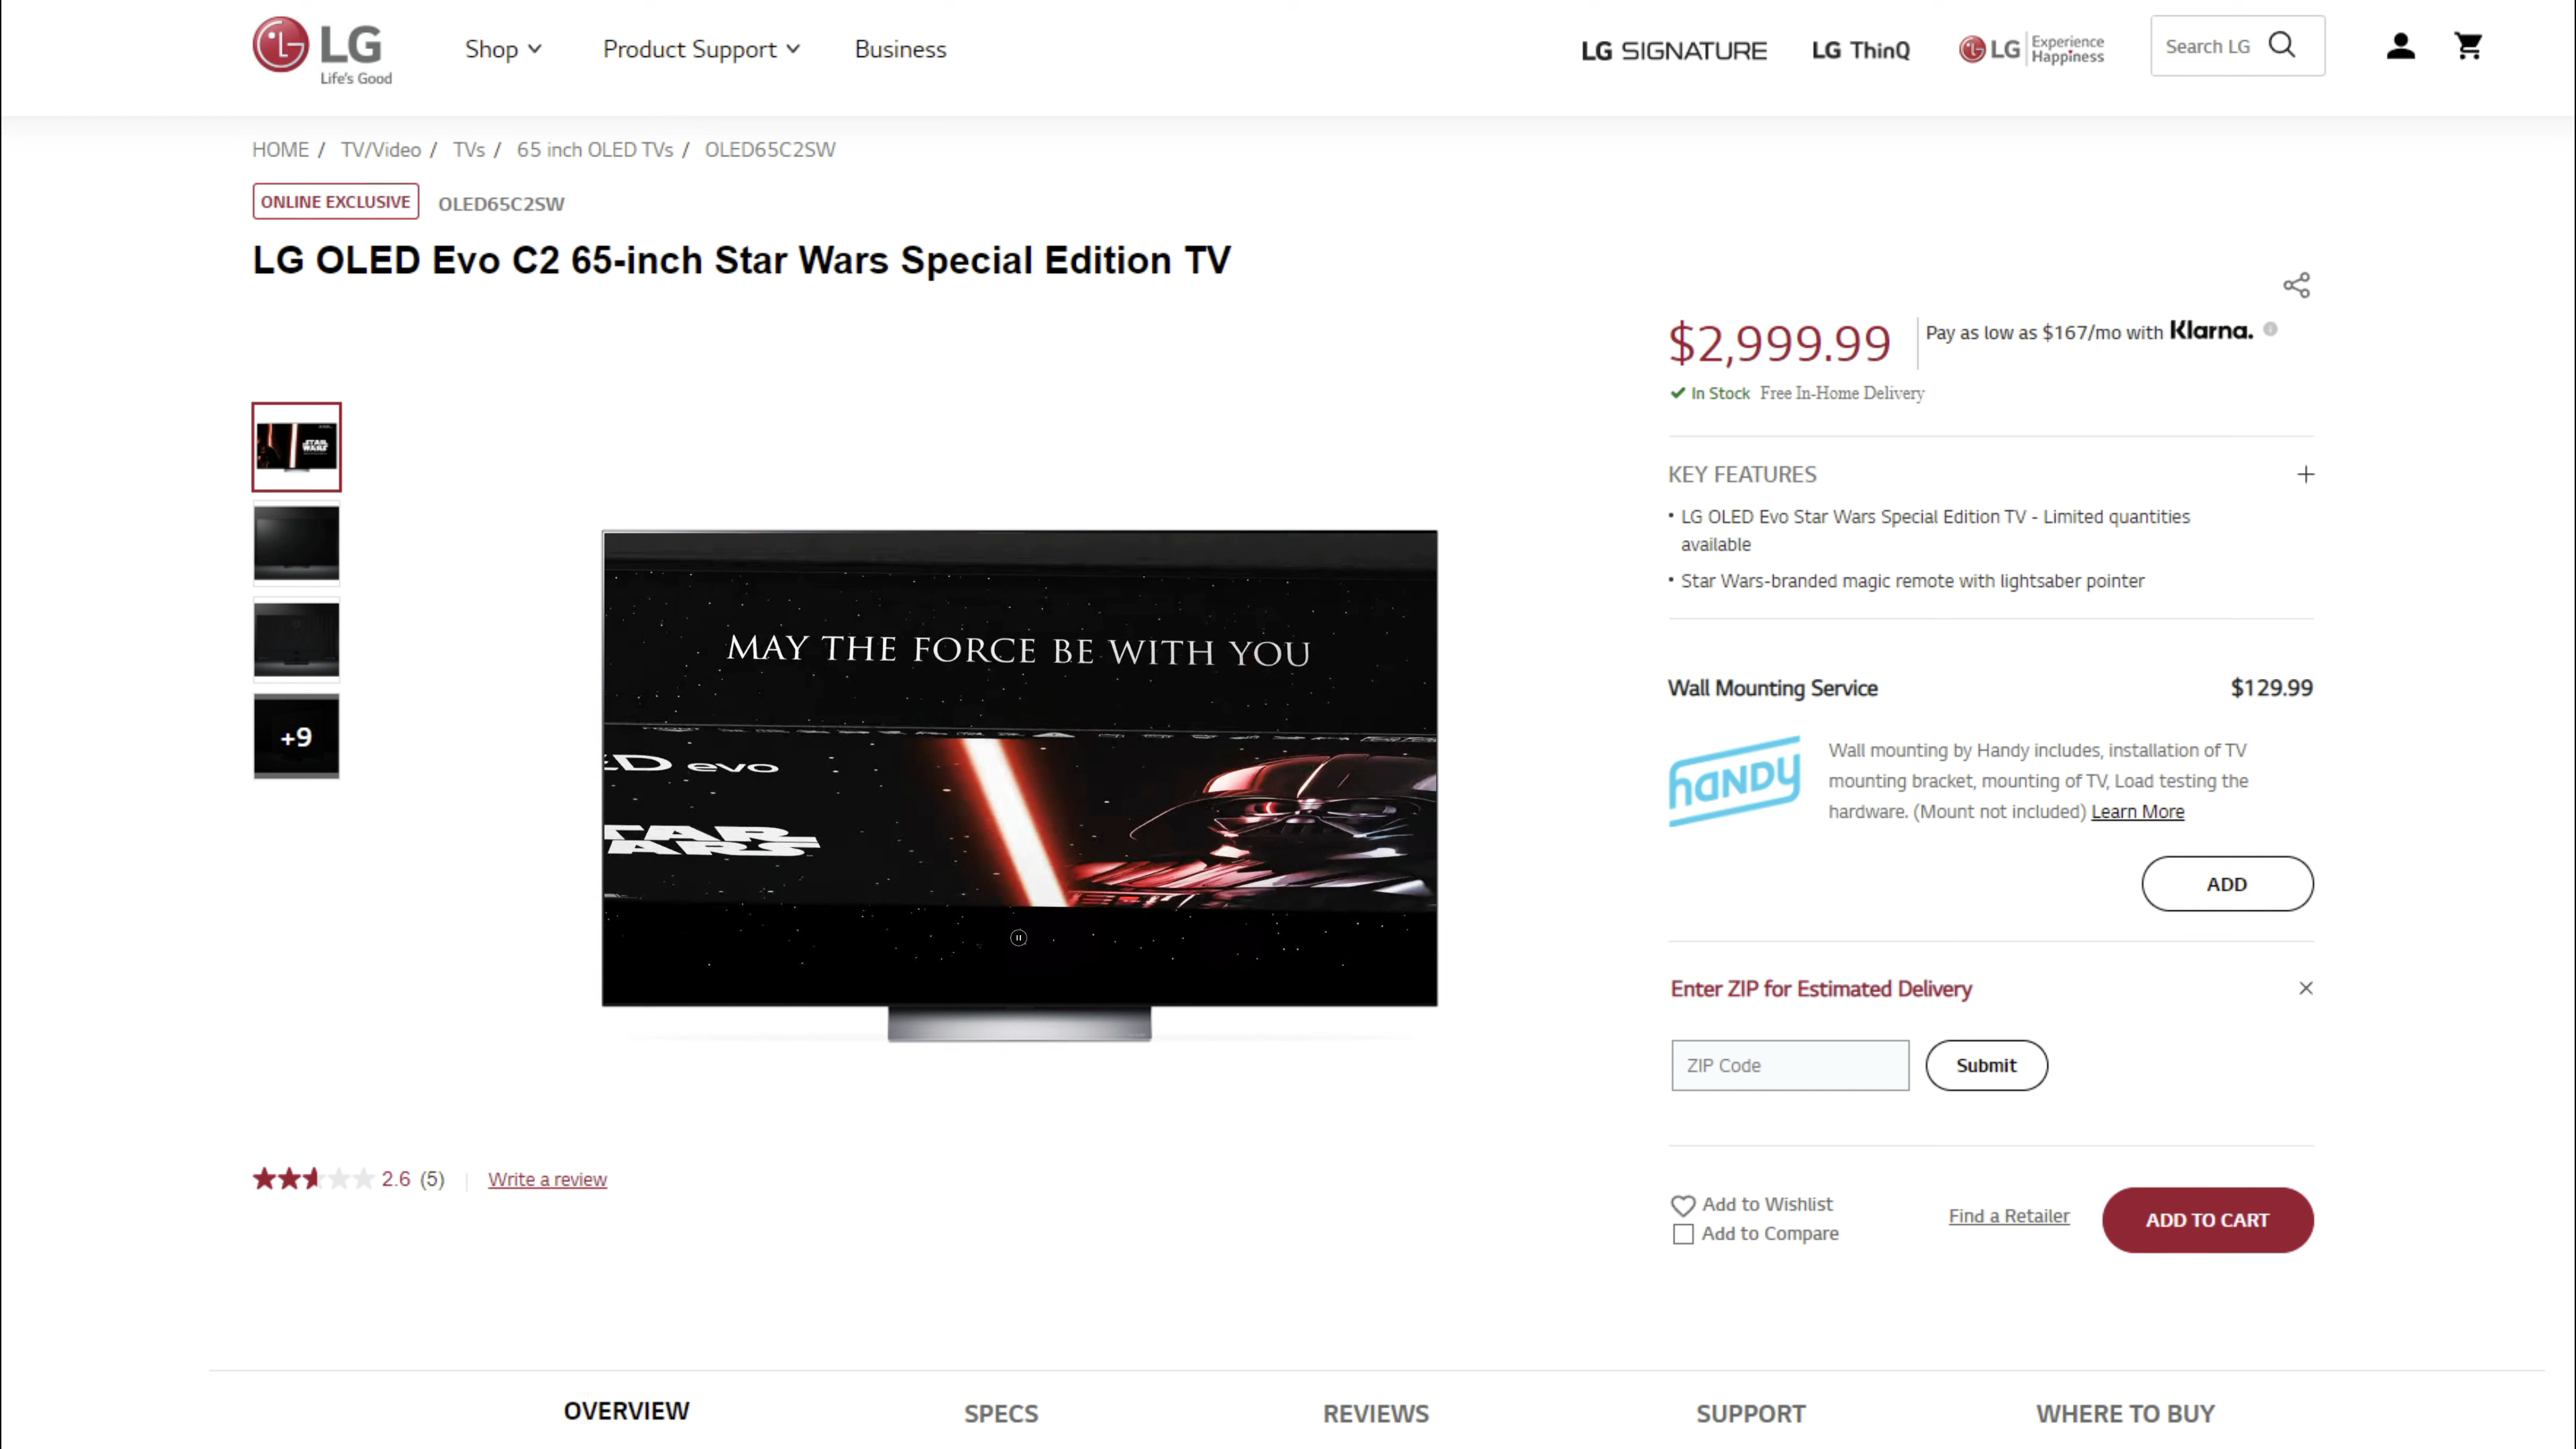 LG
Life's Good
Shop
Product Support
Business
LG SIGNATURE
LG ThinQ
LG Experience Happiness
Search LG
HOME / TV/Video / TVs / 65 inch OLED TVs / OLED65C2SW
ONLINE EXCLUSIVE
OLED65C2SW
LG OLED Evo C2 65-inch Star Wars Special Edition TV
STAR WARS
+9
MAY THE FORCE BE WITH YOU
evo
2.6 (5)
Write a review
$2,999.99
Pay as low as $167/mo with Klarna.
In Stock Free In-Home Delivery
KEY FEATURES
• LG OLED Evo Star Wars Special Edition TV - Limited quantities
available
• Star Wars-branded magic remote with lightsaber pointer
Wall Mounting Service
$129.99
HANDY
Wall mounting by Handy includes, installation of TV
mounting bracket, mounting of TV, Load testing the
hardware. (Mount not included) Learn More
ADD
Enter ZIP for Estimated Delivery
ZIP Code
Submit
Add to Wishlist
Add to Compare
Find a Retailer
ADD TO CART
OVERVIEW
SPECS
REVIEWS
SUPPORT
WHERE TO BUY